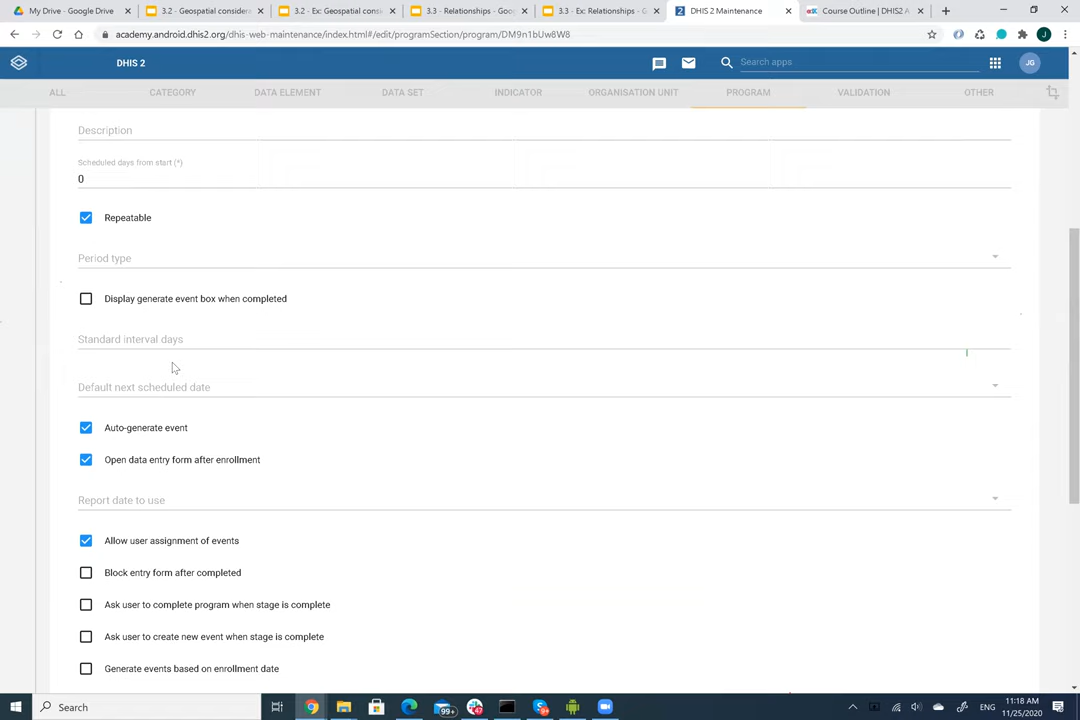 My Drive - Google Drive
3.2 - Geospatial considera
3.2 - Ex: Geospatial consi
3.3 - Relationships - Goo
3.3 - Ex: Relationships - G
DHIS 2 Maintenance
Course Outline | DHIS2 A
academy.android.dhis2.org/dhis-web-maintenance/index.html#/edit/programSection/program/DM9n1bUw8W8
J
DHIS 2
Search apps
JG
ALL
CATEGORY
DATA ELEMENT
DATA SET
INDICATOR
ORGANISATION UNIT
PROGRAM
VALIDATION
OTHER
Description
Scheduled days from start (*)
0
Repeatable
Period type
Display generate event box when completed
Standard interval days
Default next scheduled date
Auto-generate event
Open data entry form after enrollment
Report date to use
Allow user assignment of events
Block entry form after completed
Ask user to complete program when stage is complete
Ask user to create new event when stage is complete
Generate events based on enrollment date
Search
99+
11:18 AM
11/25/2020